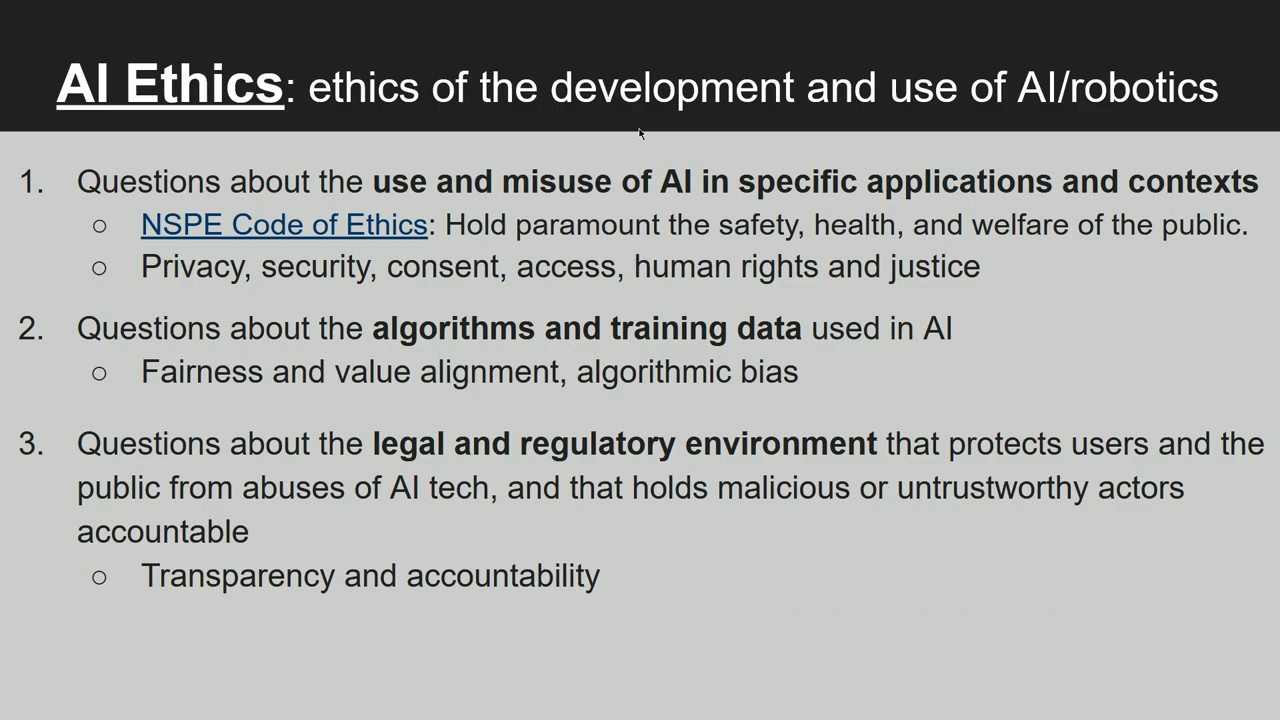 AI Ethics: ethics of the development and use of AI/robotics
1. Questions about the use and misuse of AI in specific applications and contexts
○ NSPE Code of Ethics: Hold paramount the safety, health, and welfare of the public.
○ Privacy, security, consent, access, human rights and justice
2. Questions about the algorithms and training data used in AI
○ Fairness and value alignment, algorithmic bias
3. Questions about the legal and regulatory environment that protects users and the
public from abuses of AI tech, and that holds malicious or untrustworthy actors
accountable
○ Transparency and accountability